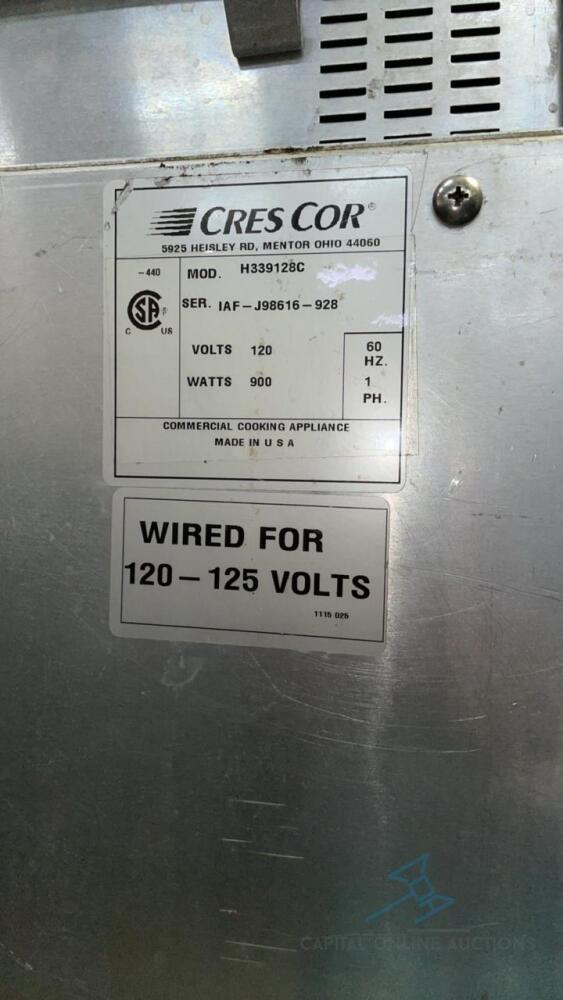 CRES COR®
5925 HEISLEY RD, MENTOR OHIO 44060
-440
MOD. H339128C
SER. IAF-J98616-928
SA
C US
VOLTS 120
60 HZ.
WATTS 900
1 PH.
COMMERCIAL COOKING APPLIANCE
MADE IN U S A
WIRED FOR
120-125 VOLTS
1115 025
CAPITAL ONLINE AUCTIONS